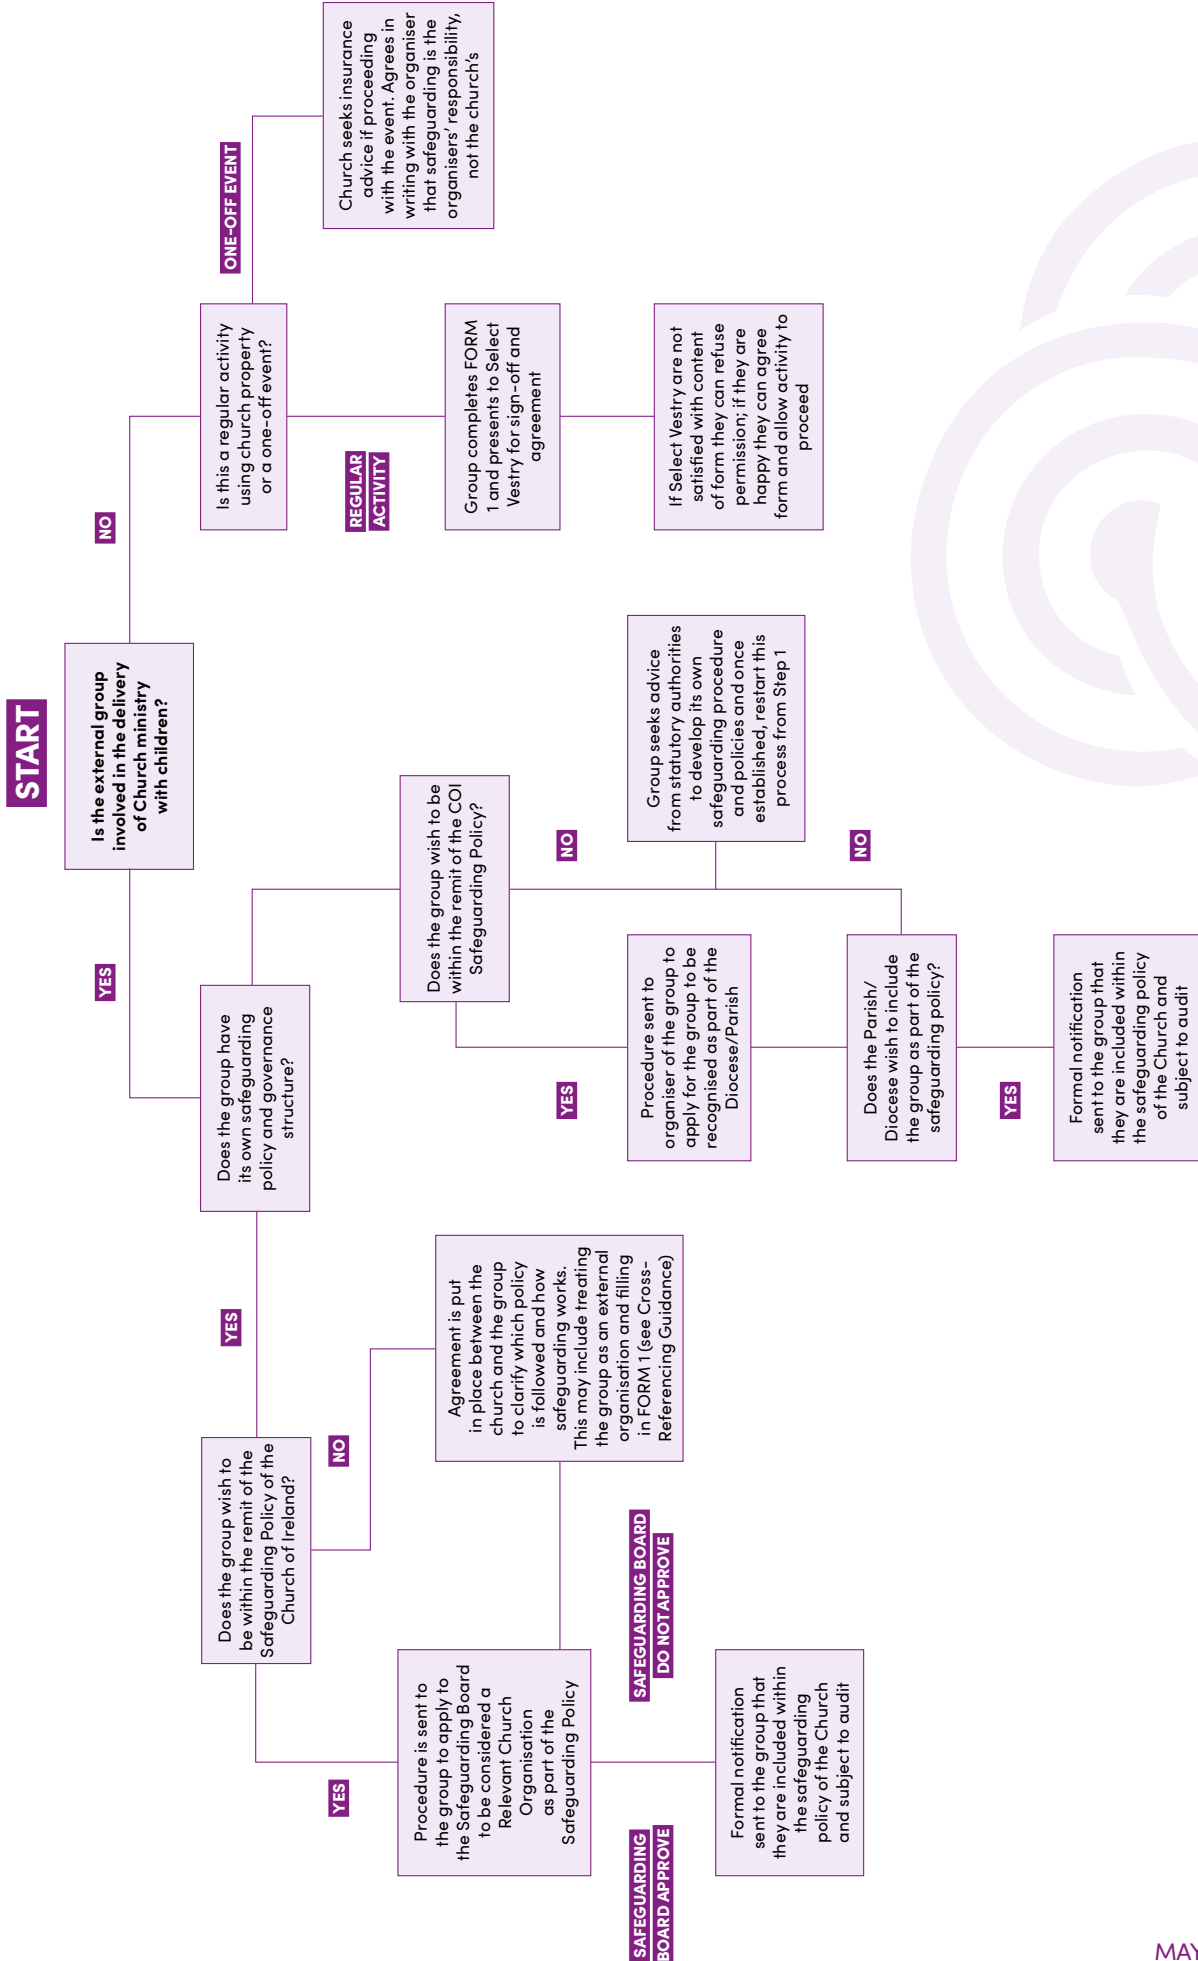 START
Is the external group
involved in the delivery
of Church ministry
with children?
YES
NO
Does the group have
its own safeguarding
policy and governance
structure?
Is this a regular activity
using church property
or a one-off event?
ONE-OFF EVENT
Church seeks insurance
advice if proceeding
with the event. Agrees in
writing with the organiser
that safeguarding is the
organisers’ responsibility,
not the church’s
REGULAR
ACTIVITY
Group completes FORM
1 and presents to Select
Vestry for sign-off and
agreement
If Select Vestry are not
satisfied with content
of form they can refuse
permission; if they are
happy they can agree
form and allow activity to
proceed
YES
Does the group wish to
be within the remit of the
Safeguarding Policy of the
Church of Ireland?
Does the group wish to be
within the remit of the COI
Safeguarding Policy?
YES
NO
Procedure is sent to
the group to apply to
the Safeguarding Board
to be considered a
Relevant Church
Organisation
as part of the
Safeguarding Policy
Agreement is put
in place between the
church and the group
to clarify which policy
is followed and how
safeguarding works.
This may include treating
the group as an external
organisation and filling
in FORM 1 (see Cross-
Referencing Guidance)
SAFEGUARDING
BOARD APPROVE
SAFEGUARDING BOARD
DO NOT APPROVE
Formal notification
sent to the group that
they are included within
the safeguarding
policy of the Church
and subject to audit
YES
NO
Procedure sent to
organiser of the group to
apply for the group to be
recognised as part of the
Diocese/Parish
Group seeks advice
from statutory authorities
to develop its own
safeguarding procedure
and policies and once
established, restart this
process from Step 1
NO
Does the Parish/
Diocese wish to include
the group as part of the
safeguarding policy?
YES
Formal notification
sent to the group that
they are included within
the safeguarding policy
of the Church and
subject to audit
MAY